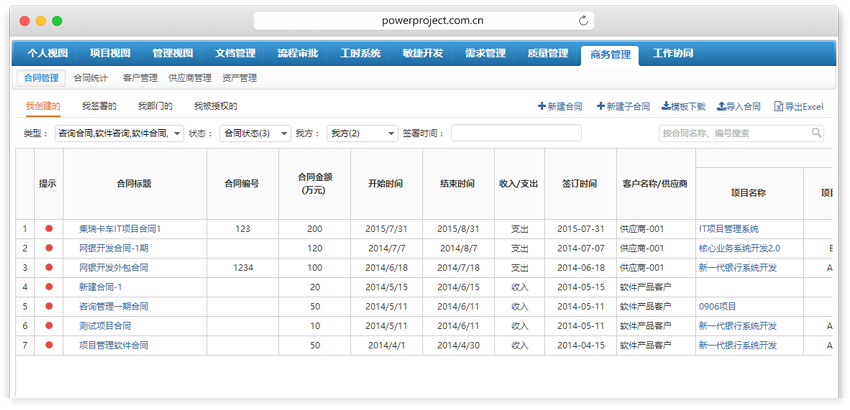 powerproject.com.cn
个人视图 项目视图 管理视图 文档管理 流程审批 工时系统 敏捷开发 需求管理 质量管理 商务管理 工作协同
合同管理 合同统计 客户管理 供应商管理 资产管理
我创建的 我签署的 我部门的 我被授权的 新建合同 新建子合同 模板下载 导入合同 导出Excel
类型： 咨询合同,软件咨询,软件合同, 状态： 合同状态(3) 我方： 我方(2) 签署时间： 按合同名称、编号搜索
提示 合同标题 合同编号 合同金额(万元) 开始时间 结束时间 收入/支出 签订时间 客户名称/供应商 项目名称 项目
1 集瑞卡车IT项目合同1 123 200 2015/7/31 2015/8/31 支出 2015-07-31 供应商-001 IT项目管理系统
2 网银开发合同-1期 120 2014/7/7 2014/8/7 支出 2014-07-07 供应商-001 核心业务系统开发2.0 E
3 网银开发外包合同 1234 100 2014/6/18 2014/7/18 支出 2014-06-18 供应商-001 新一代银行系统开发 A
4 新建合同-1 20 2014/5/15 2014/6/15 收入 2014-05-15 软件产品客户
5 咨询管理一期合同 50 2014/5/11 2014/6/11 收入 2014-05-11 软件产品客户 0906项目
6 测试项目合同 10 2014/5/11 2014/6/11 收入 2014-05-11 软件产品客户 新一代银行系统开发 A
7 项目管理软件合同 50 2014/4/1 2014/4/30 收入 2014-04-15 软件产品客户 新一代银行系统开发 A